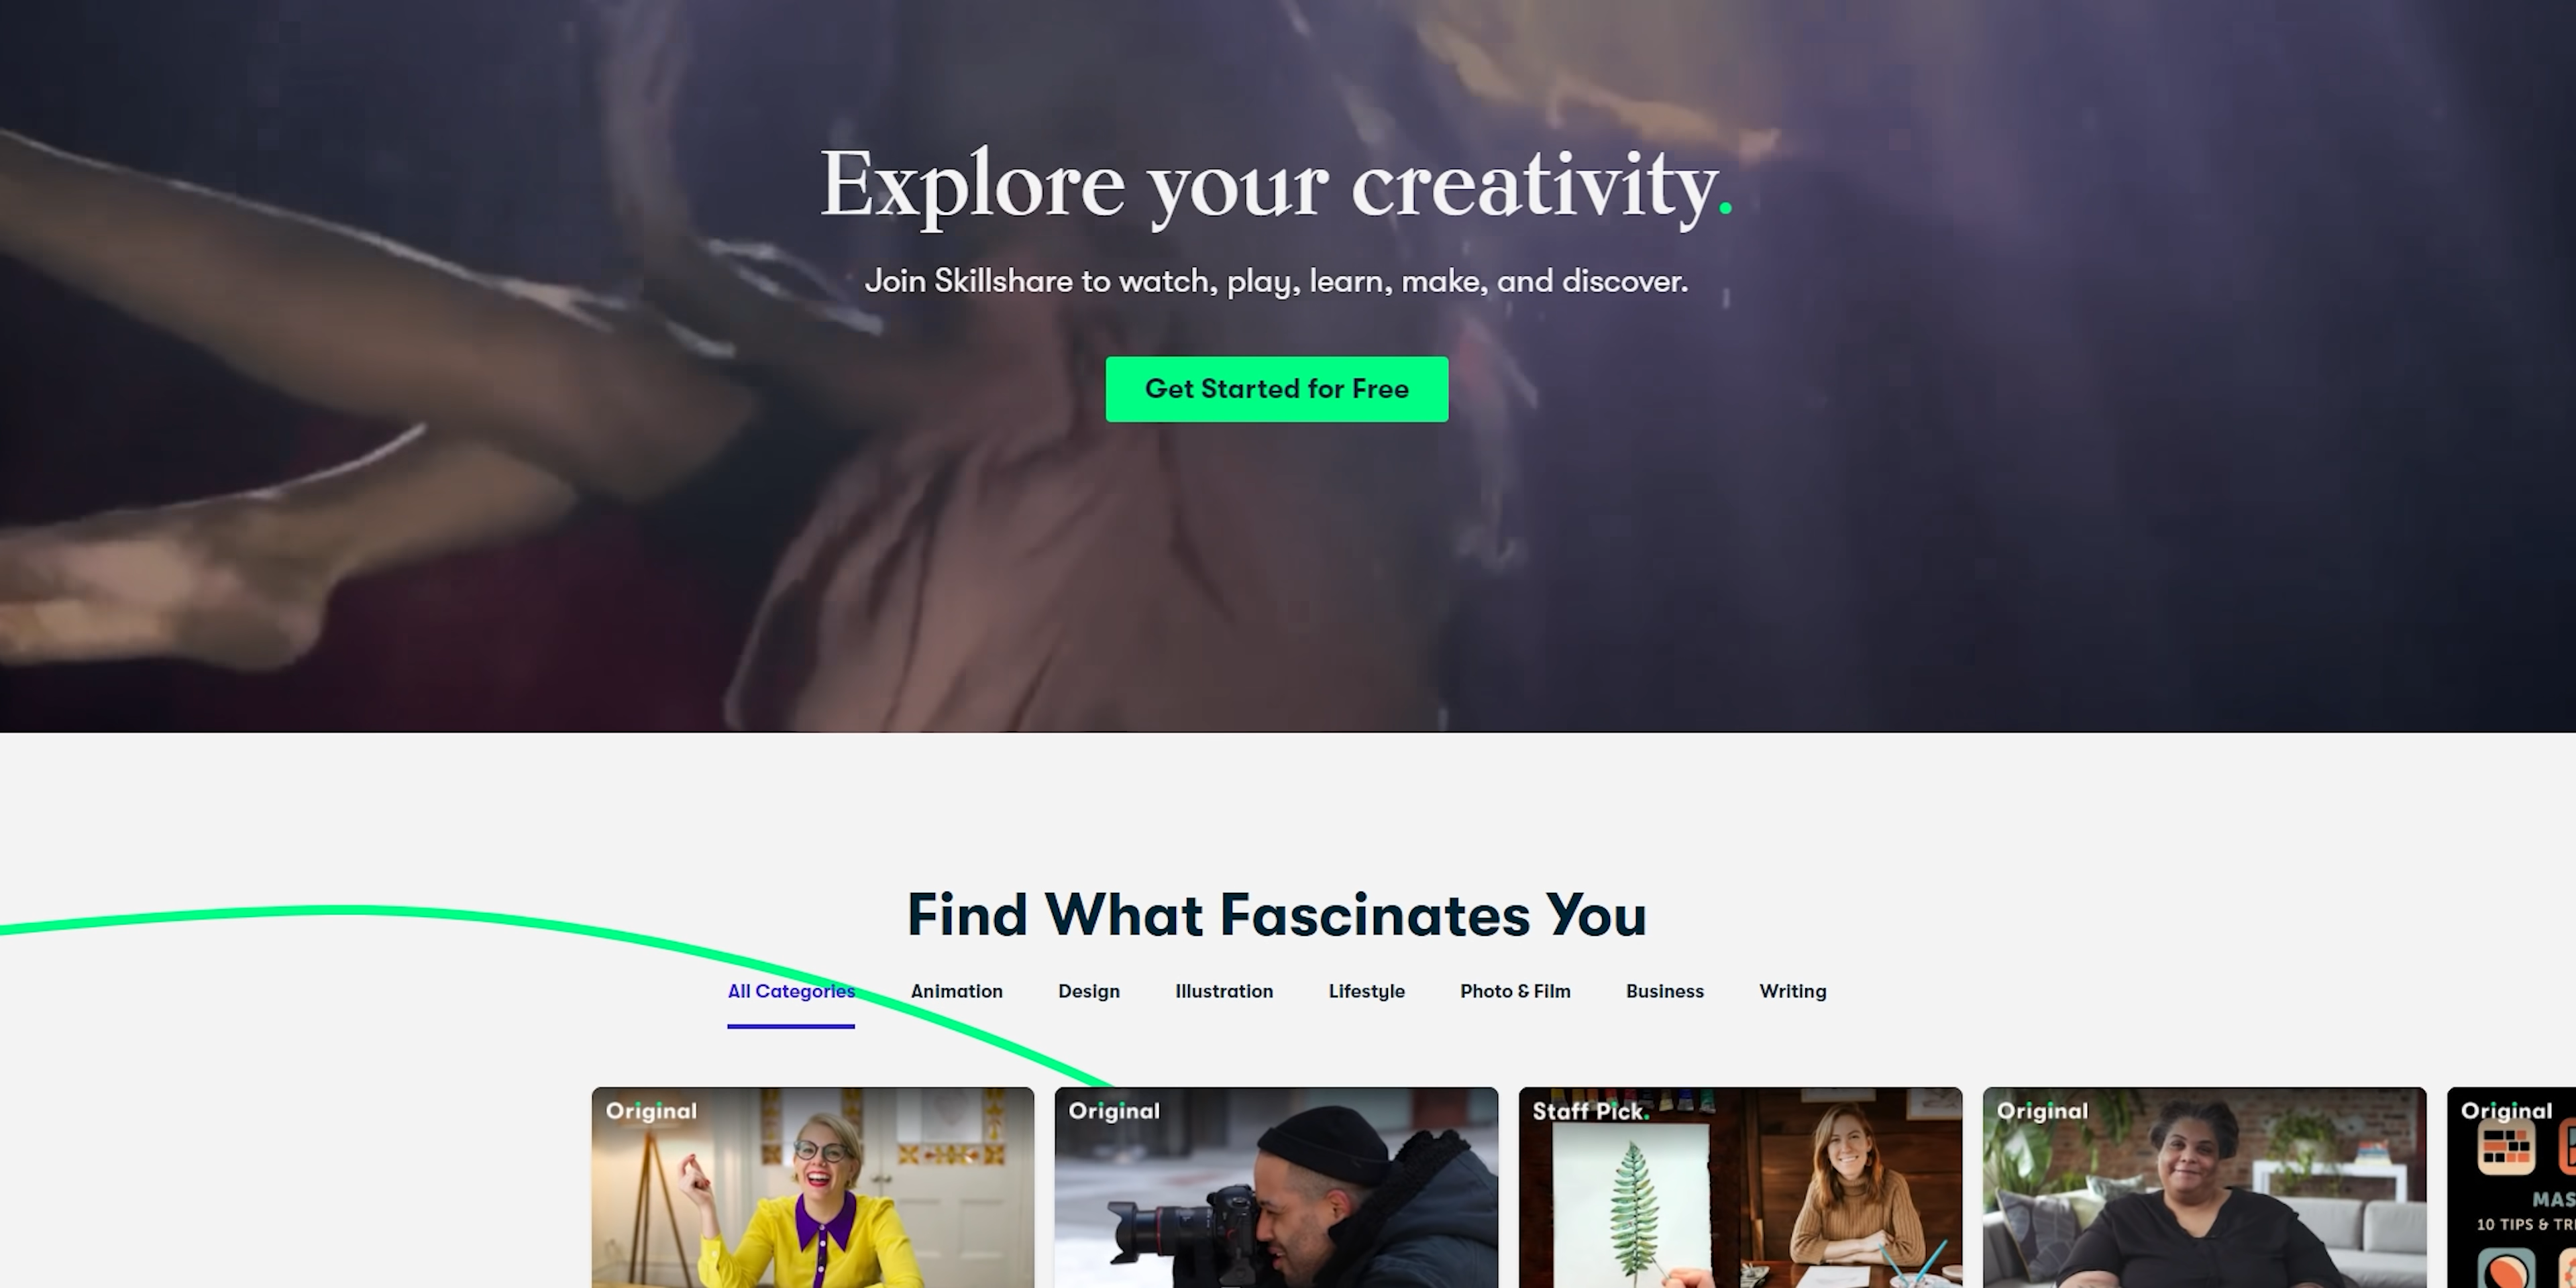 Explore your creativity.
Join Skillshare to watch, play, learn, make, and discover.
Get Started for Free
Find What Fascinates You
All Categories Animation Design Illustration Lifestyle Photo & Film Business Writing
Original Original Staff Pick. Original Original
MAS
10 TIPS & TR